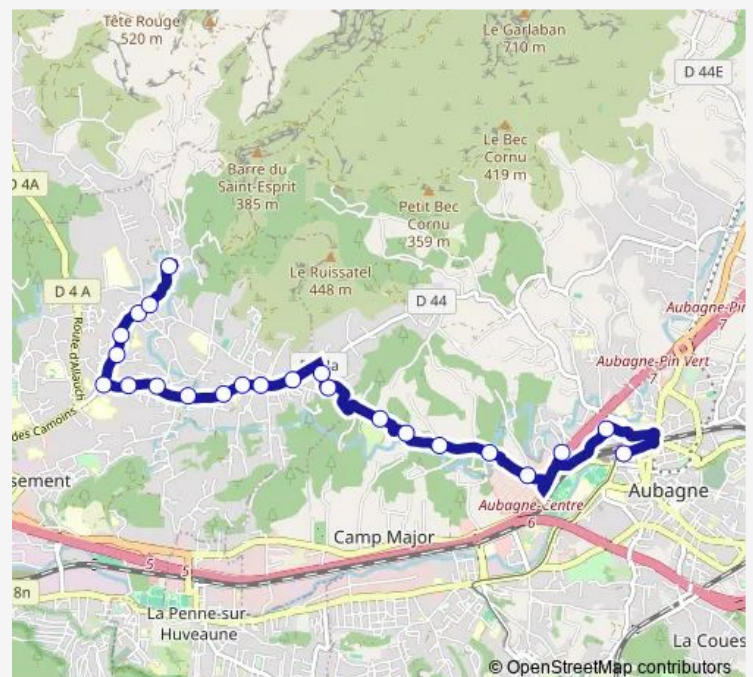 Tête Rouge
520 m
Le Garlaban
710 m
D 44E
Le Bec
Cornu
419 m
Barre du
Saint-Esprit
385 m
D 4A
Petit Bec
Cornu
359 m
Le Ruissatel
448 m
D 4 A
D 44
Route d'Allauch
Aubagne-Pin
7
Aubagne-Pin Vert
7
des Camoins
Aubagne
Aubagne-Centre
6
Camp Major
5
5
8n
La Penne-sur-
Huveaune
La Coues
© OpenStreetMap contributors